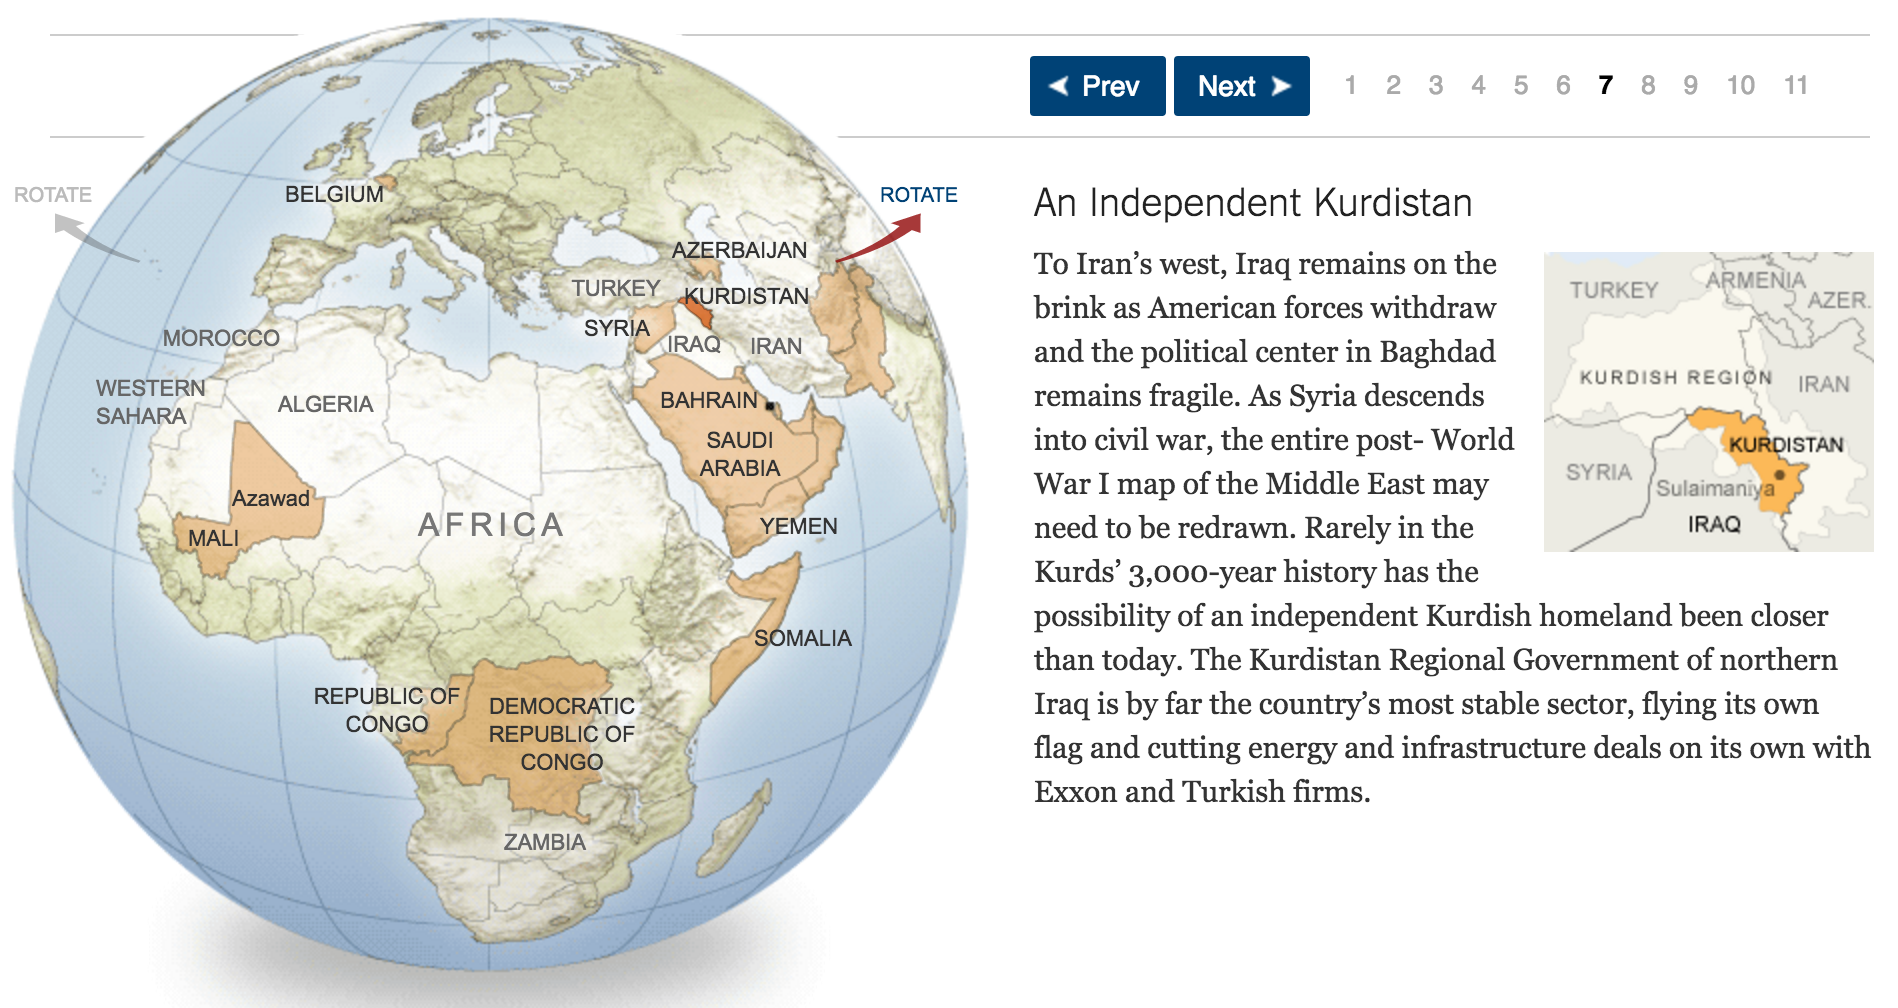 Prev Next 1 2 3 4 5 6 7 8 9 10 11
ROTATE
ROTATE
BELGIUM
AZERBAIJAN
TURKEY
KURDISTAN
SYRIA
IRAQ
IRAN
MOROCCO
WESTERN
SAHARA
ALGERIA
BAHRAIN
SAUDI
ARABIA
Azawad
MALI
AFRICA
YEMEN
SOMALIA
REPUBLIC OF
CONGO
DEMOCRATIC
REPUBLIC OF
CONGO
ZAMBIA
An Independent Kurdistan
To Iran’s west, Iraq remains on the
brink as American forces withdraw
and the political center in Baghdad
remains fragile. As Syria descends
into civil war, the entire post- World
War I map of the Middle East may
need to be redrawn. Rarely in the
Kurds’ 3,000-year history has the
possibility of an independent Kurdish homeland been closer
than today. The Kurdistan Regional Government of northern
Iraq is by far the country’s most stable sector, flying its own
flag and cutting energy and infrastructure deals on its own with
Exxon and Turkish firms.
TURKEY
ARMENIA
AZER.
KURDISH REGION
IRAN
KURDISTAN
SYRIA
Sulaimaniya
IRAQ